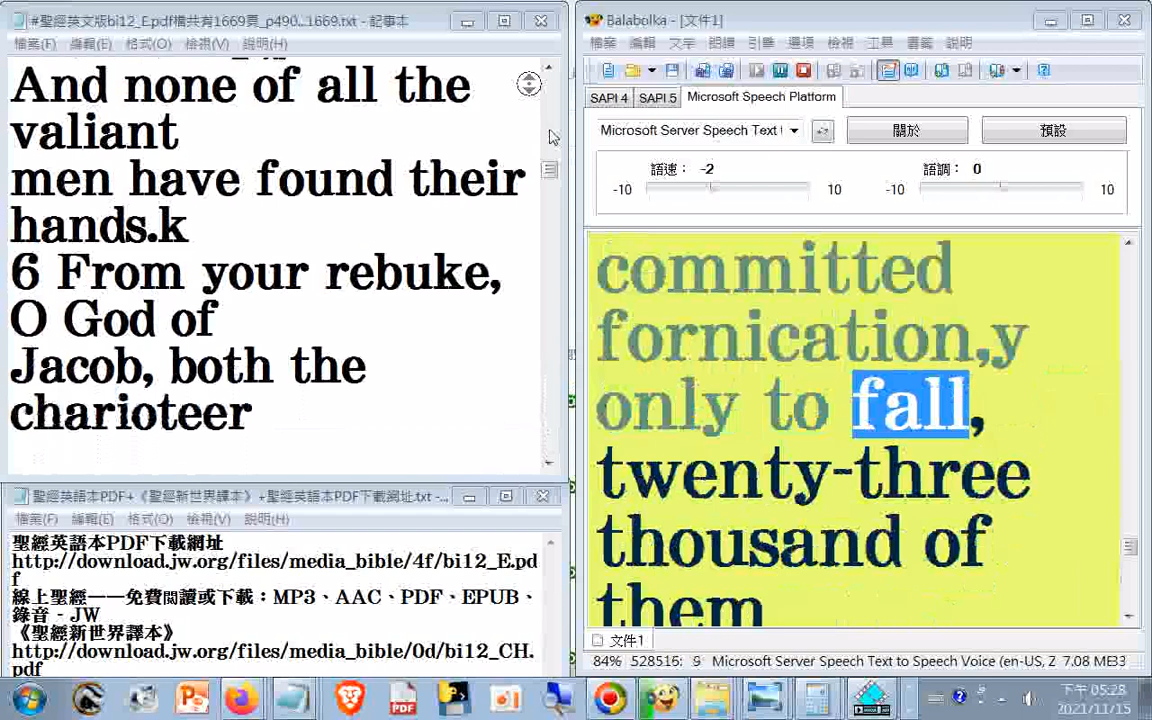 #聖經英文版bi12_E.pdf檔共有1669頁_p490...1669.txt - 記事本
檔案(F) 編輯(E) 格式(O) 檢視(V) 說明(H)
And none of all the
valiant
men have found their
hands.k
6 From your rebuke,
O God of
Jacob, both the
charioteer
聖經英語本PDF+《聖經新世界譯本》+聖經英語本PDF下載網址.txt -...
檔案(F) 編輯(E) 格式(O) 檢視(V) 說明(H)
聖經英語本PDF下載網址
http://download.jw.org/files/media_bible/4f/bi12_E.pd
f
線上聖經——免費閱讀或下載：MP3、AAC、PDF、EPUB、
錄音 - JW
《聖經新世界譯本》
http://download.jw.org/files/media_bible/0d/bi12_CH.
pdf
Balabolka - [文件1]
檔案 編輯 文字 朗讀 引擎 選項 檢視 工具 書籤 說明
SAPI 4 SAPI 5 Microsoft Speech Platform
Microsoft Server Speech Text 關於 預設
語速： -2 語調： 0
-10 10 -10 10
committed
fornication,y
only to fall,
twenty-three
thousand of
them
文件1
84% 528516: 9 Microsoft Server Speech Text to Speech Voice (en-US, Z 7.08 MB
下午 05:28
2021/11/15